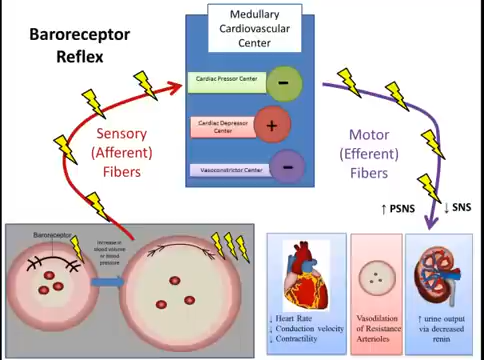 Baroreceptor
Reflex
Medullary
Cardiovascular
Center
Cardiac Pressor Center
−
Cardiac Depressor
Center
+
Vasoconstrictor Center
−
Sensory
(Afferent)
Fibers
Motor
(Efferent)
Fibers
↑ PSNS
↓ SNS
Baroreceptor
Increase in
blood volume
or blood
pressure
↓ Heart Rate
↓ Conduction velocity
↓ Contractility
Vasodilation
of Resistance
Arterioles
↑ urine output
via decreased
renin